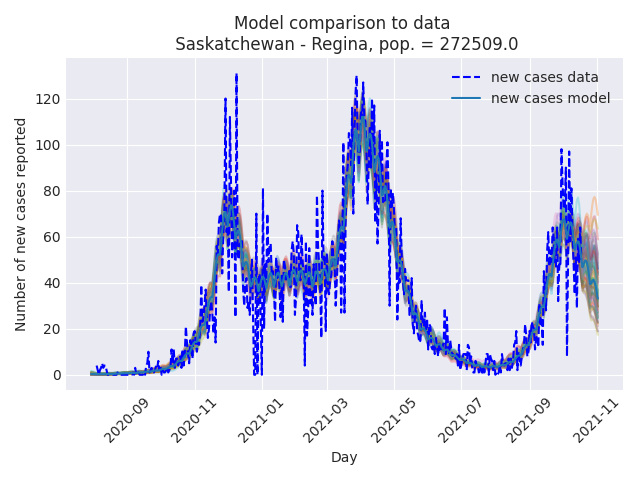 Model comparison to data
Saskatchewan - Regina, pop. = 272509.0
new cases data
new cases model
Number of new cases reported
120
100
80
60
40
20
0
2020-09
2020-11
2021-01
2021-03
2021-05
2021-07
2021-09
2021-11
Day